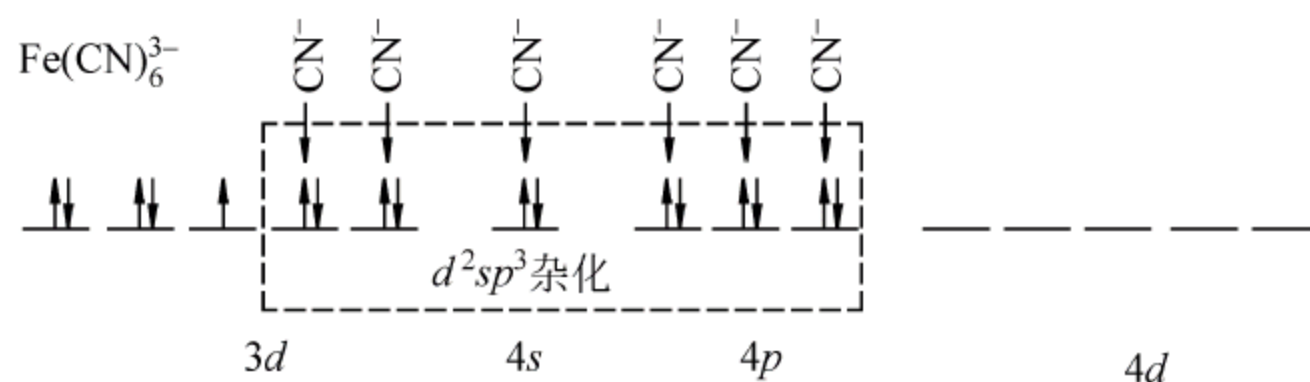 Fe(CN)₆³⁻ CN⁻ CN⁻ CN⁻ CN⁻ CN⁻ CN⁻
d²sp³杂化
3d 4s 4p 4d